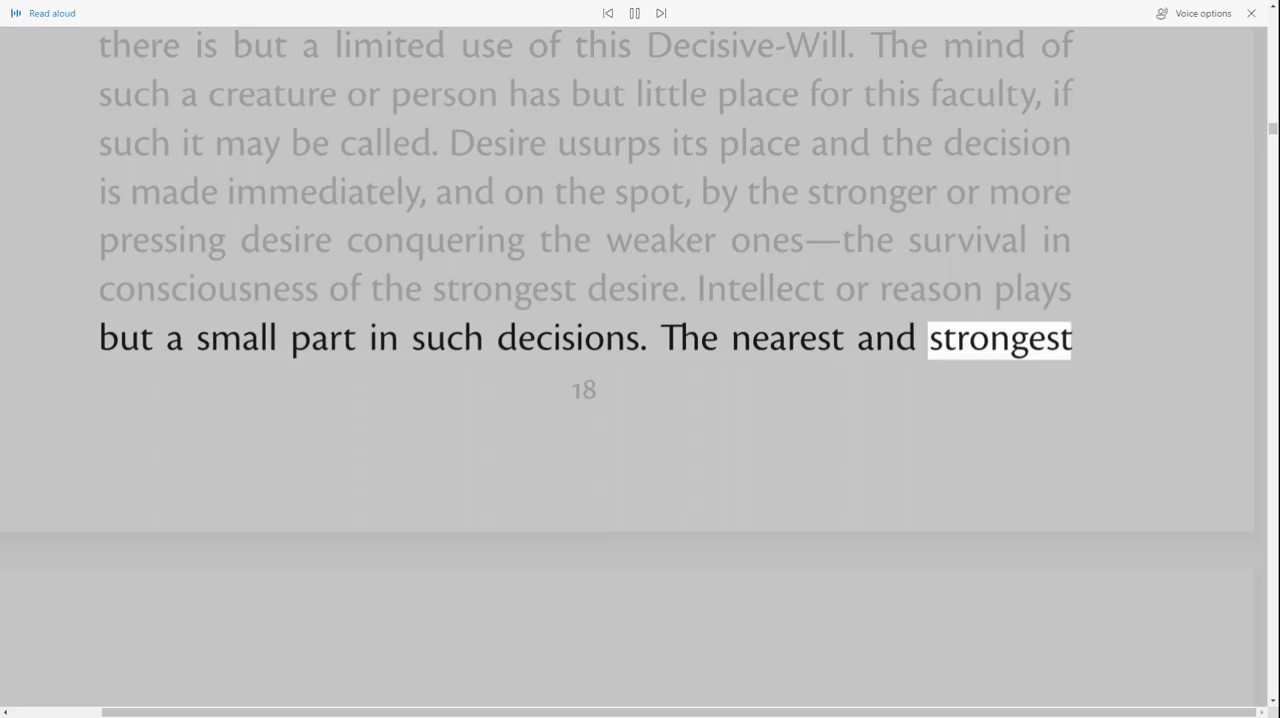 Read aloud
Voice options
there is but a limited use of this Decisive-Will. The mind of
such a creature or person has but little place for this faculty, if
such it may be called. Desire usurps its place and the decision
is made immediately, and on the spot, by the stronger or more
pressing desire conquering the weaker ones—the survival in
consciousness of the strongest desire. Intellect or reason plays
but a small part in such decisions. The nearest and strongest
18